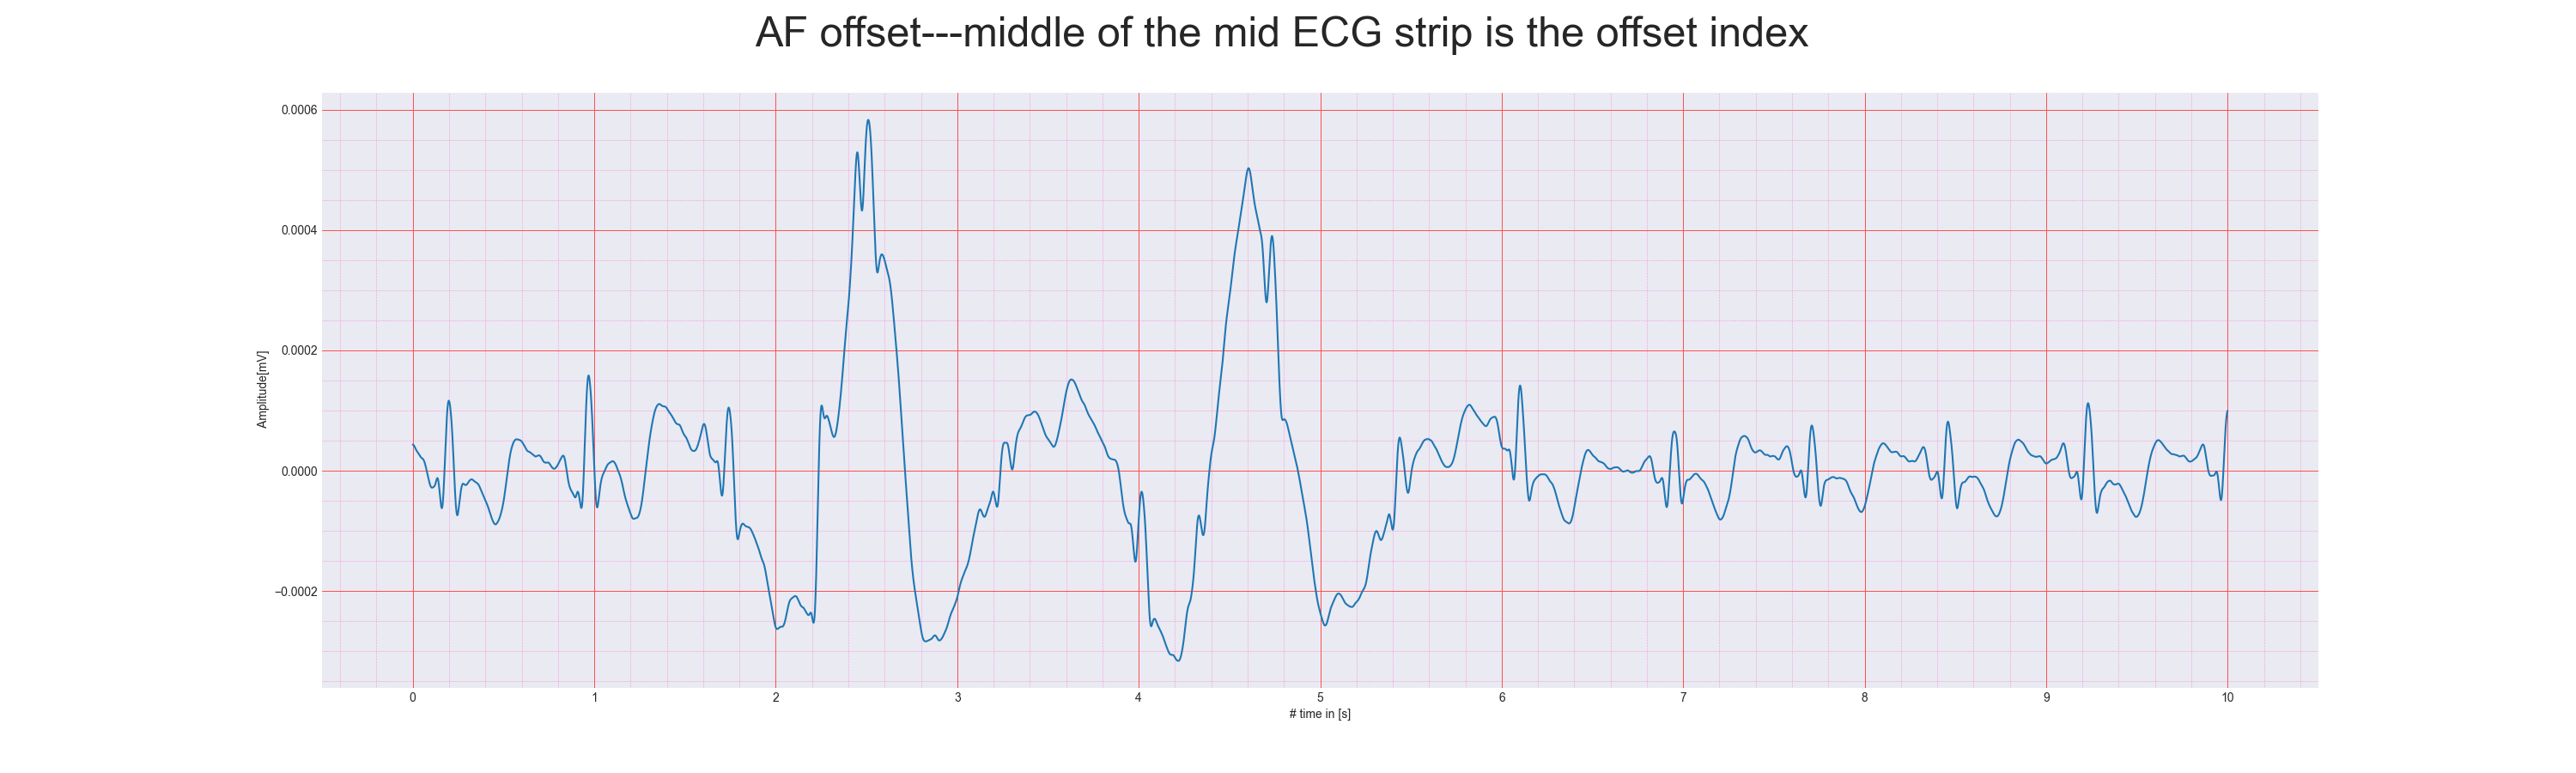 AF offset---middle of the mid ECG strip is the offset index
0.0006
0.0004
0.0002
0.0000
−0.0002
Amplitude[mV]
0 1 2 3 4 5 6 7 8 9 10
# time in [s]